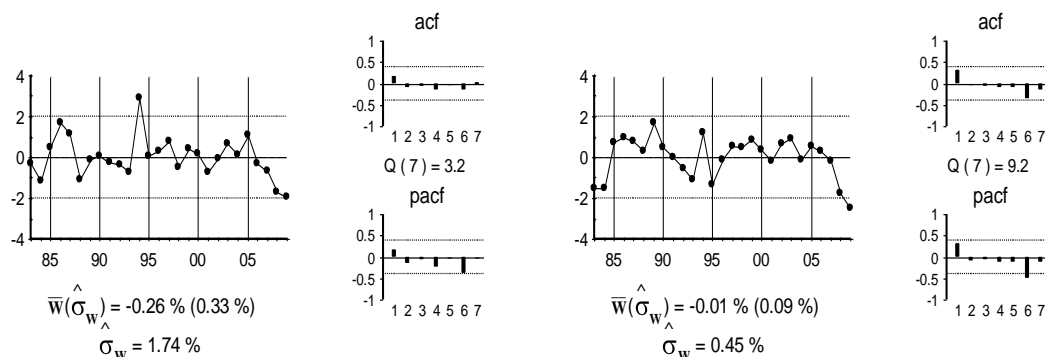 acf
1
0.5
0
-0.5
-1
1 2 3 4 5 6 7
Q ( 7 ) = 3.2
pacf
1
0.5
0
-0.5
-1
1 2 3 4 5 6 7
4
2
0
-2
-4
85 90 95 00 05
w̅(σ̂w) = -0.26 % (0.33 %)
σ̂w = 1.74 %
acf
1
0.5
0
-0.5
-1
1 2 3 4 5 6 7
Q ( 7 ) = 9.2
pacf
1
0.5
0
-0.5
-1
1 2 3 4 5 6 7
4
2
0
-2
-4
85 90 95 00 05
w̅(σ̂w) = -0.01 % (0.09 %)
σ̂w = 0.45 %